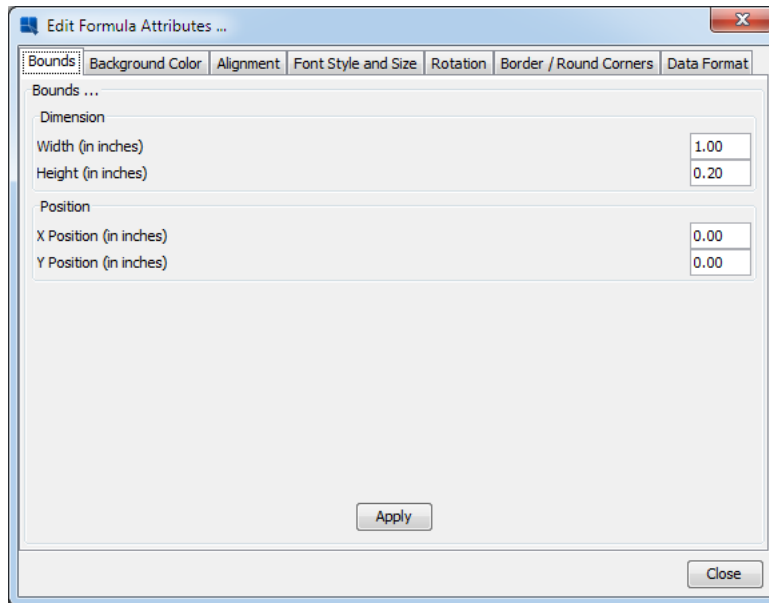 Edit Formula Attributes ...
Bounds Background Color Alignment Font Style and Size Rotation Border / Round Corners Data Format
Bounds ...
Dimension
Width (in inches) 1.00
Height (in inches) 0.20
Position
X Position (in inches) 0.00
Y Position (in inches) 0.00
Apply
Close